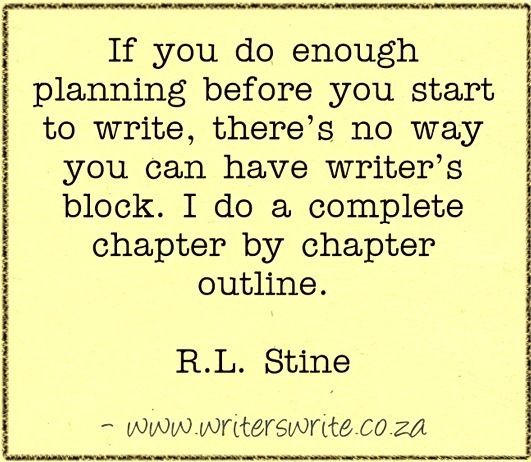 If you do enough
planning before you start
to write, there's no way
you can have writer's
block. I do a complete
chapter by chapter
outline.
R.L. Stine
- www.writerswrite.co.za